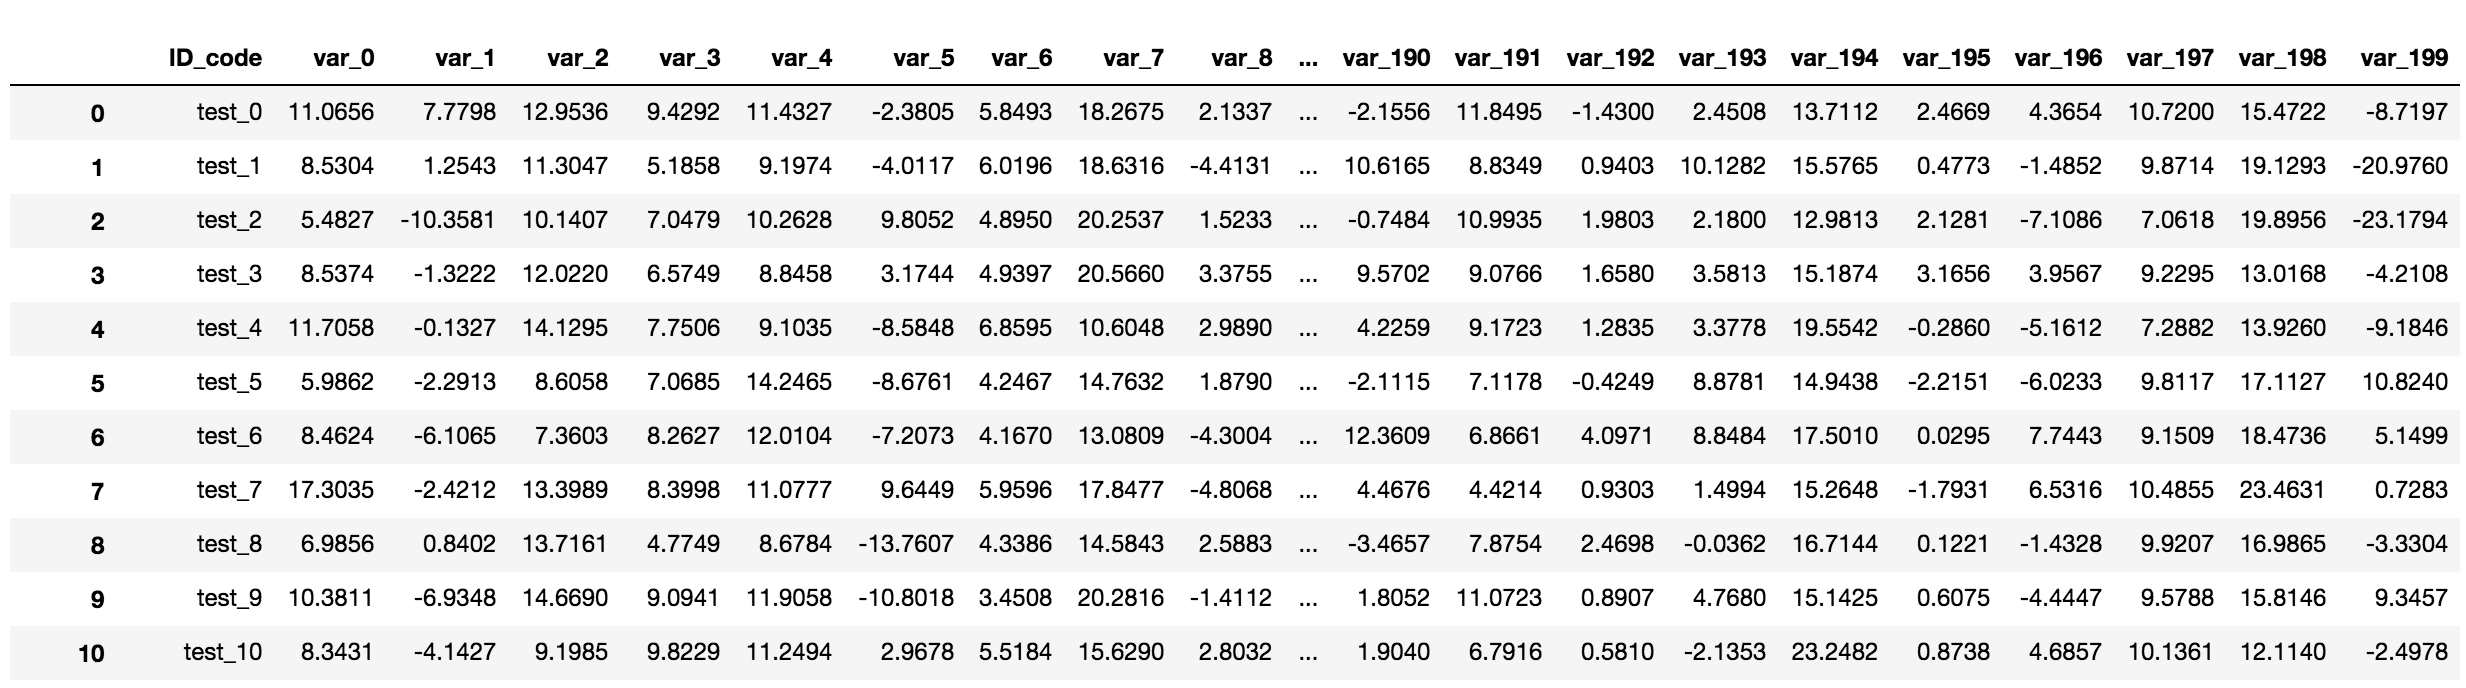 ID_code var_0 var_1 var_2 var_3 var_4 var_5 var_6 var_7 var_8 ... var_190 var_191 var_192 var_193 var_194 var_195 var_196 var_197 var_198 var_199
0 test_0 11.0656 7.7798 12.9536 9.4292 11.4327 -2.3805 5.8493 18.2675 2.1337 ... -2.1556 11.8495 -1.4300 2.4508 13.7112 2.4669 4.3654 10.7200 15.4722 -8.7197
1 test_1 8.5304 1.2543 11.3047 5.1858 9.1974 -4.0117 6.0196 18.6316 -4.4131 ... 10.6165 8.8349 0.9403 10.1282 15.5765 0.4773 -1.4852 9.8714 19.1293 -20.9760
2 test_2 5.4827 -10.3581 10.1407 7.0479 10.2628 9.8052 4.8950 20.2537 1.5233 ... -0.7484 10.9935 1.9803 2.1800 12.9813 2.1281 -7.1086 7.0618 19.8956 -23.1794
3 test_3 8.5374 -1.3222 12.0220 6.5749 8.8458 3.1744 4.9397 20.5660 3.3755 ... 9.5702 9.0766 1.6580 3.5813 15.1874 3.1656 3.9567 9.2295 13.0168 -4.2108
4 test_4 11.7058 -0.1327 14.1295 7.7506 9.1035 -8.5848 6.8595 10.6048 2.9890 ... 4.2259 9.1723 1.2835 3.3778 19.5542 -0.2860 -5.1612 7.2882 13.9260 -9.1846
5 test_5 5.9862 -2.2913 8.6058 7.0685 14.2465 -8.6761 4.2467 14.7632 1.8790 ... -2.1115 7.1178 -0.4249 8.8781 14.9438 -2.2151 -6.0233 9.8117 17.1127 10.8240
6 test_6 8.4624 -6.1065 7.3603 8.2627 12.0104 -7.2073 4.1670 13.0809 -4.3004 ... 12.3609 6.8661 4.0971 8.8484 17.5010 0.0295 7.7443 9.1509 18.4736 5.1499
7 test_7 17.3035 -2.4212 13.3989 8.3998 11.0777 9.6449 5.9596 17.8477 -4.8068 ... 4.4676 4.4214 0.9303 1.4994 15.2648 -1.7931 6.5316 10.4855 23.4631 0.7283
8 test_8 6.9856 0.8402 13.7161 4.7749 8.6784 -13.7607 4.3386 14.5843 2.5883 ... -3.4657 7.8754 2.4698 -0.0362 16.7144 0.1221 -1.4328 9.9207 16.9865 -3.3304
9 test_9 10.3811 -6.9348 14.6690 9.0941 11.9058 -10.8018 3.4508 20.2816 -1.4112 ... 1.8052 11.0723 0.8907 4.7680 15.1425 0.6075 -4.4447 9.5788 15.8146 9.3457
10 test_10 8.3431 -4.1427 9.1985 9.8229 11.2494 2.9678 5.5184 15.6290 2.8032 ... 1.9040 6.7916 0.5810 -2.1353 23.2482 0.8738 4.6857 10.1361 12.1140 -2.4978